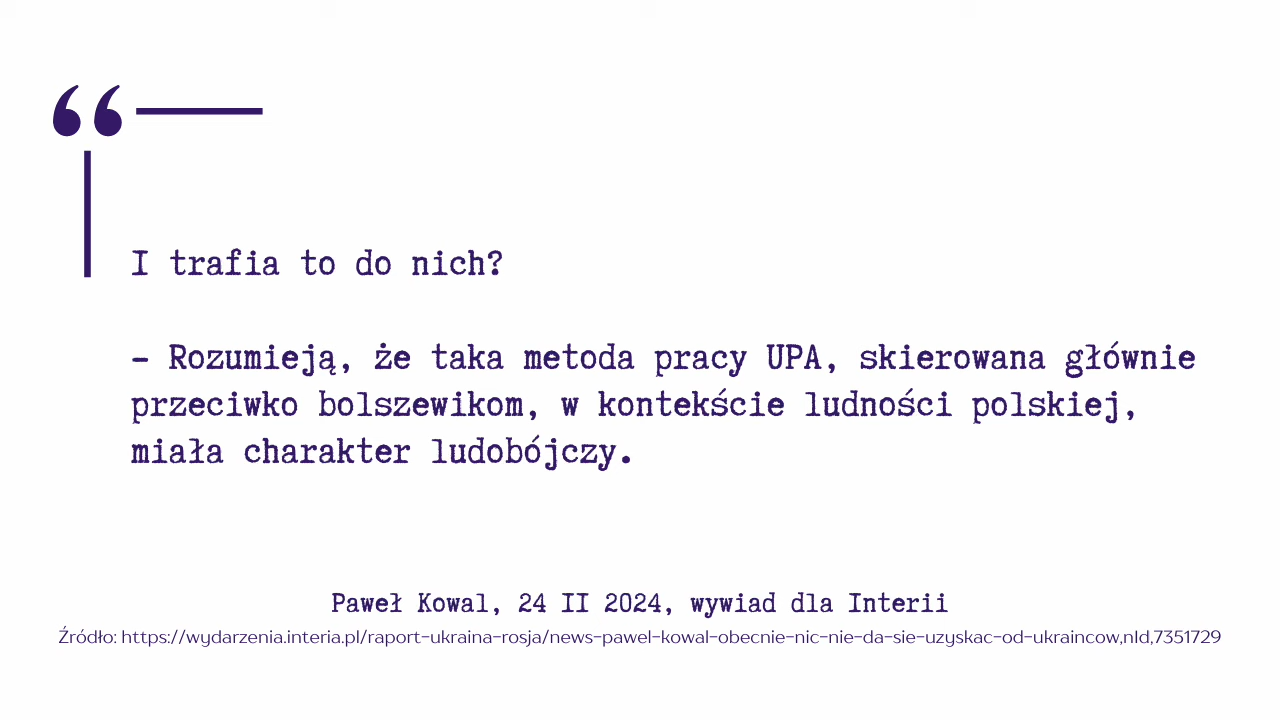 “
I trafia to do nich?
– Rozumieją, że taka metoda pracy UPA, skierowana głównie
przeciwko bolszewikom, w kontekście ludności polskiej,
miała charakter ludobójczy.
Paweł Kowal, 24 II 2024, wywiad dla Interii
Źródło: https://wydarzenia.interia.pl/raport-ukraina-rosja/news-pawel-kowal-obecnie-nic-nie-da-sie-uzyskac-od-ukraincow,nId,7351729